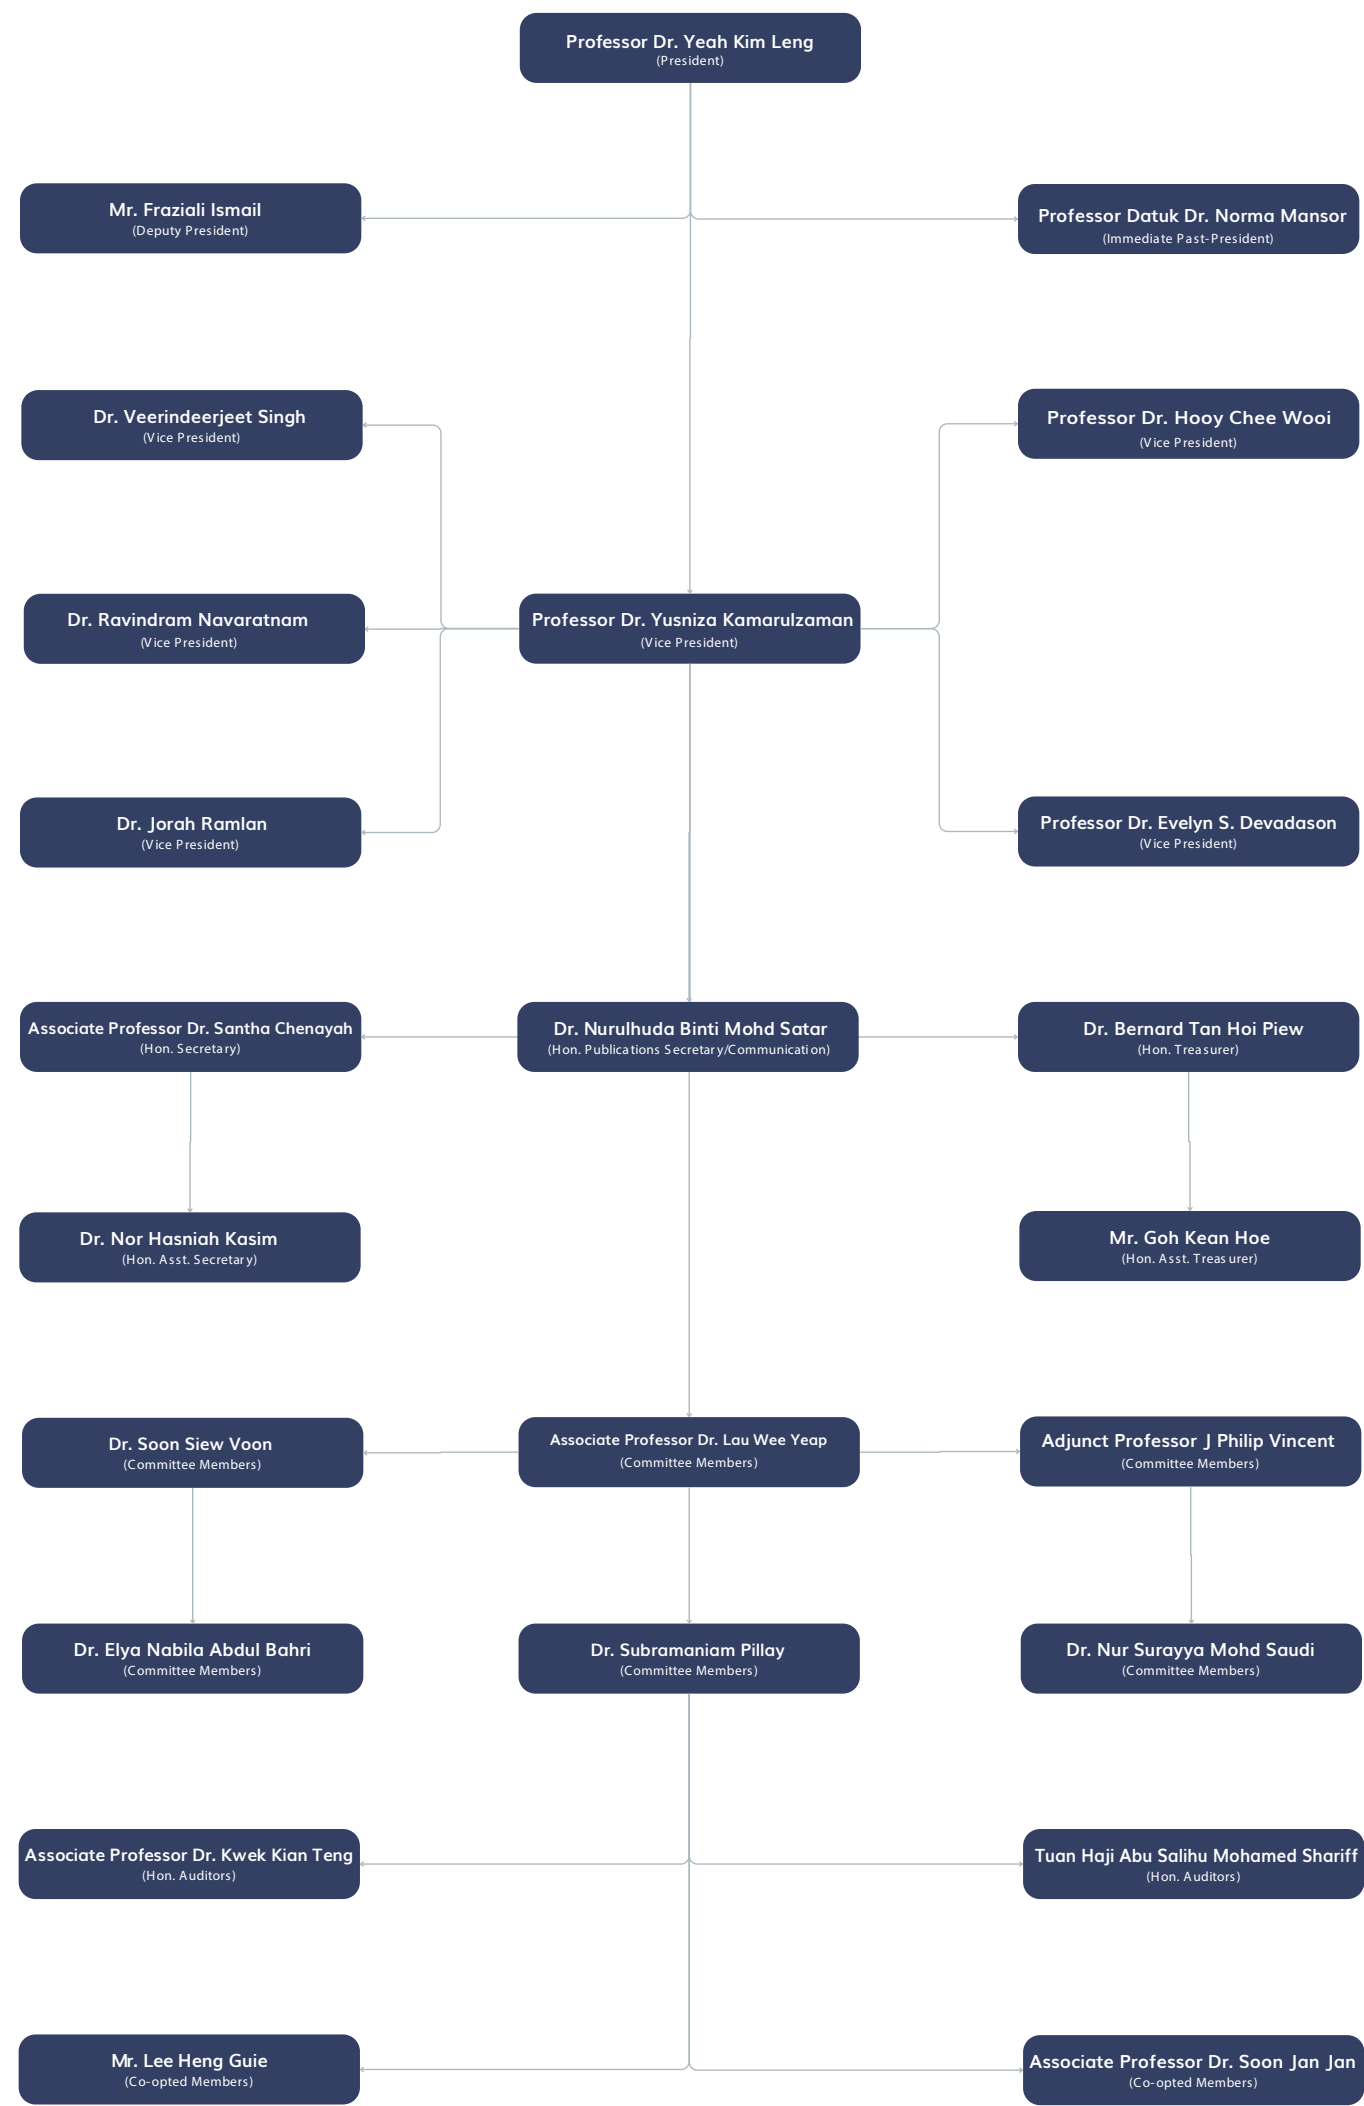 Professor Dr. Yeah Kim Leng
(President)
Mr. Fraziali Ismail
(Deputy President)
Professor Datuk Dr. Norma Mansor
(Immediate Past-President)
Dr. Veerindeerjeet Singh
(Vice President)
Professor Dr. Hooy Chee Wooi
(Vice President)
Dr. Ravindram Navaratnam
(Vice President)
Professor Dr. Yusniza Kamarulzaman
(Vice President)
Dr. Jorah Ramlan
(Vice President)
Professor Dr. Evelyn S. Devadason
(Vice President)
Associate Professor Dr. Santha Chenayah
(Hon. Secretary)
Dr. Nurulhuda Binti Mohd Satar
(Hon. Publications Secretary/Communication)
Dr. Bernard Tan Hoi Piew
(Hon. Treasurer)
Dr. Nor Hasniah Kasim
(Hon. Asst. Secretary)
Mr. Goh Kean Hoe
(Hon. Asst. Treasurer)
Dr. Soon Siew Voon
(Committee Members)
Associate Professor Dr. Lau Wee Yeap
(Committee Members)
Adjunct Professor J Philip Vincent
(Committee Members)
Dr. Elya Nabila Abdul Bahri
(Committee Members)
Dr. Subramaniam Pillay
(Committee Members)
Dr. Nur Surayya Mohd Saudi
(Committee Members)
Associate Professor Dr. Kwek Kian Teng
(Hon. Auditors)
Tuan Haji Abu Salihu Mohamed Shariff
(Hon. Auditors)
Mr. Lee Heng Guie
(Co-opted Members)
Associate Professor Dr. Soon Jan Jan
(Co-opted Members)